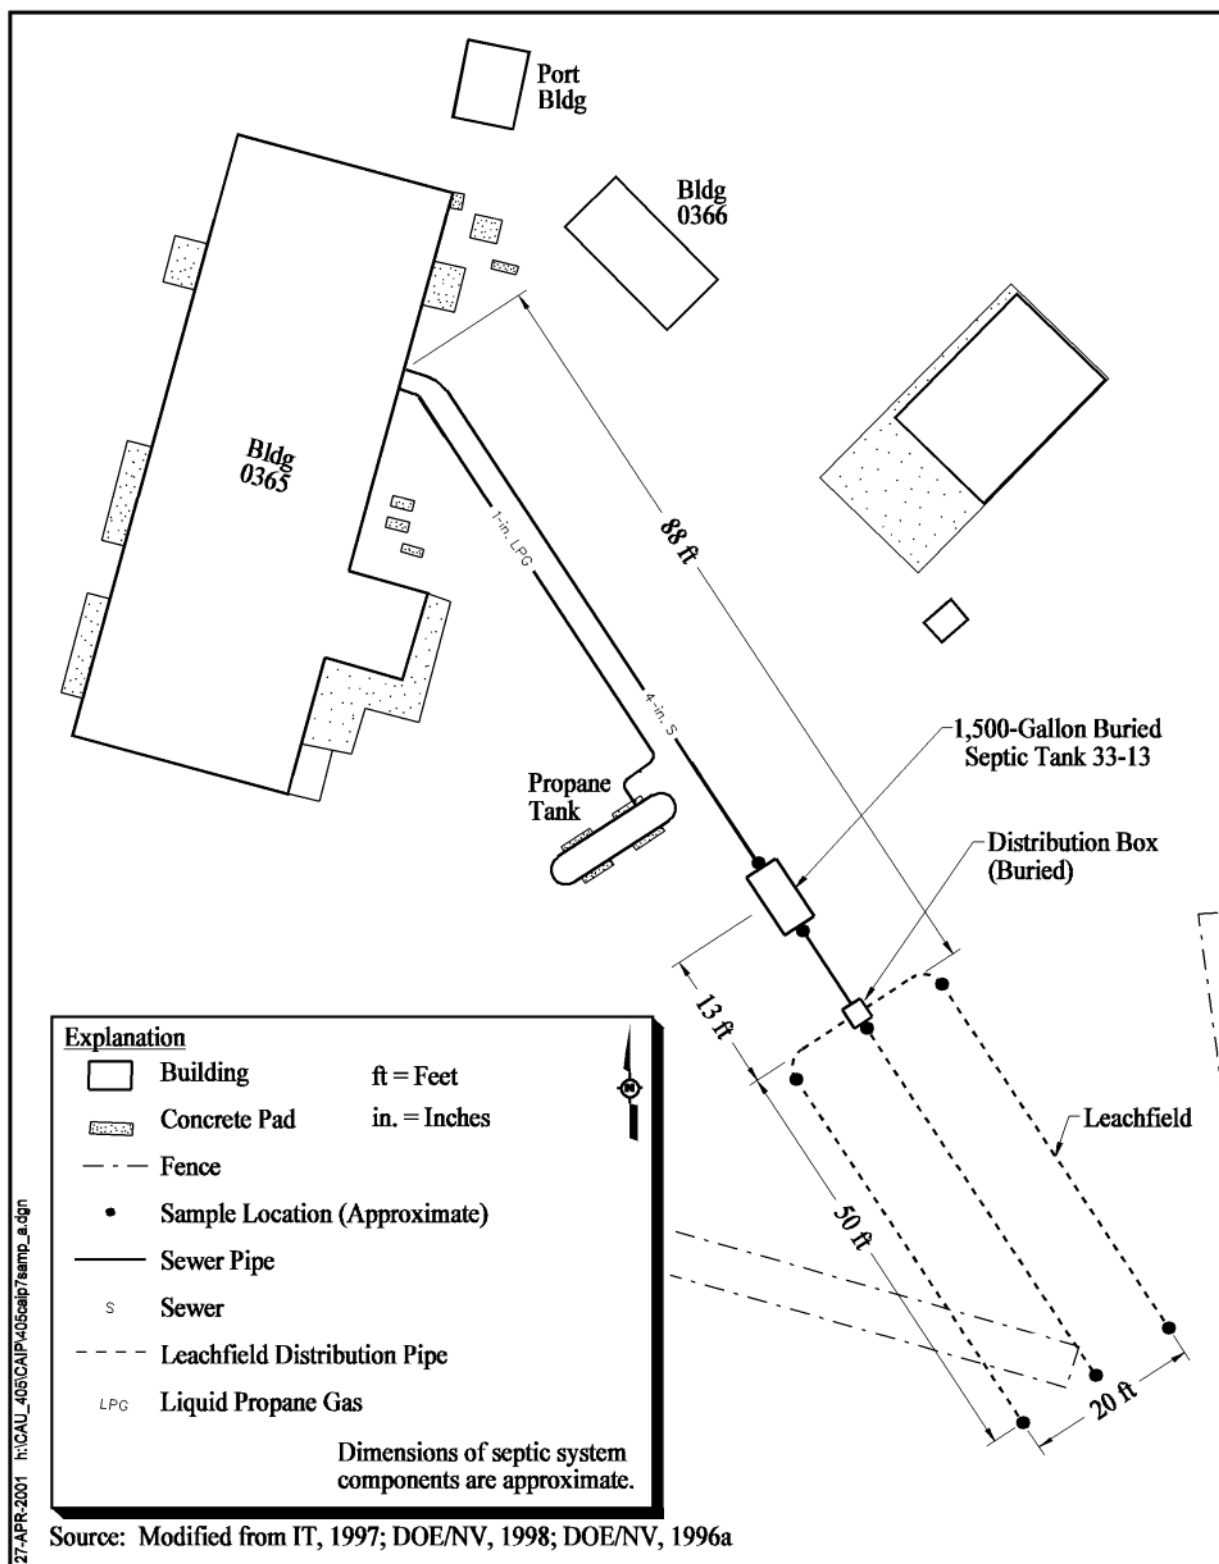 Port
Bldg
Bldg
0366
Bldg
0365
88 ft
1-in. LPG
4-in. S
1,500-Gallon Buried
Septic Tank 33-13
Propane
Tank
Distribution Box
(Buried)
13 ft
Leachfield
50 ft
20 ft
Explanation
Building
ft = Feet
Concrete Pad
in. = Inches
N
Fence
Sample Location (Approximate)
Sewer Pipe
S
Sewer
Leachfield Distribution Pipe
LPG
Liquid Propane Gas
Dimensions of septic system
components are approximate.
27-APR-2001 h:\CAU_405\CAIP\405caip7samp_a.dgn
Source: Modified from IT, 1997; DOE/NV, 1998; DOE/NV, 1996a